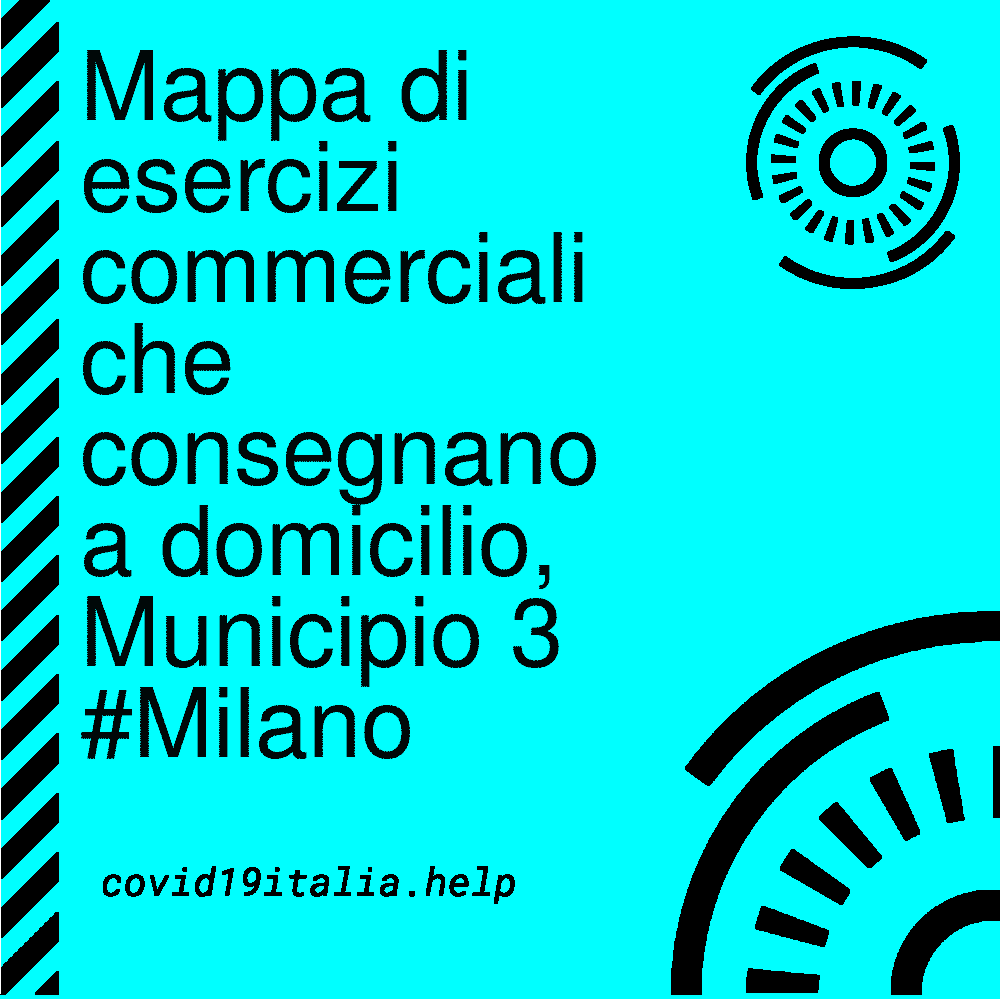 Mappa di
esercizi
commerciali
che
consegnano
a domicilio,
Municipio 3
#Milano
covid19italia.help